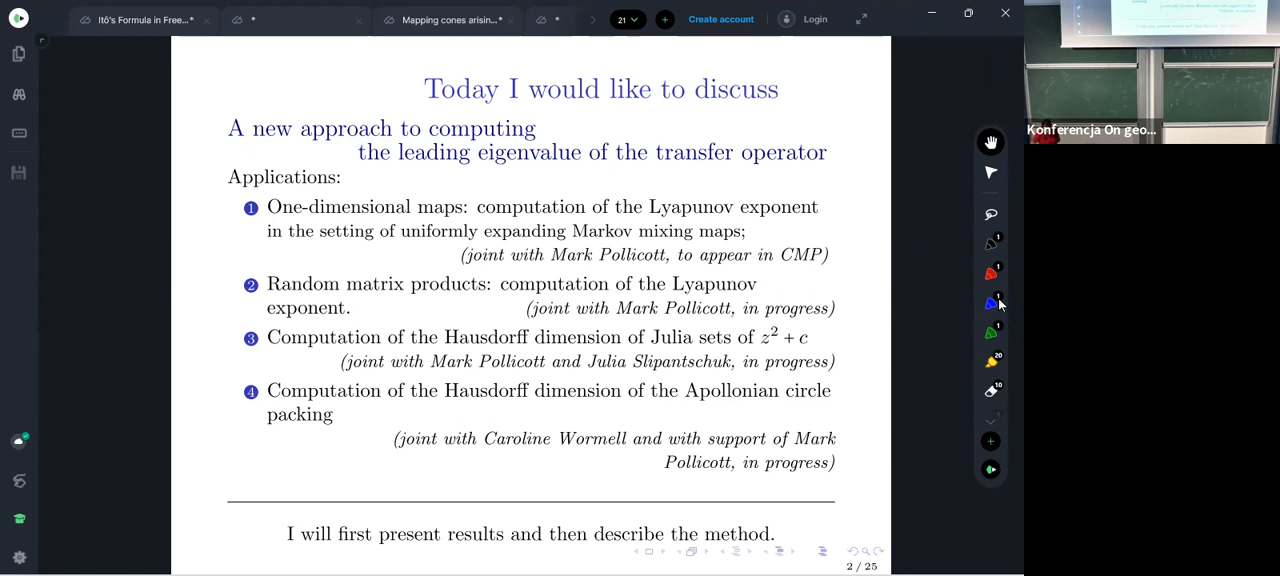 Itô's Formula in Free...*
*
Mapping cones arisin...*
*
21
Create account
Login
Today I would like to discuss
A new approach to computing
the leading eigenvalue of the transfer operator
Applications:
1 One-dimensional maps: computation of the Lyapunov exponent
in the setting of uniformly expanding Markov mixing maps;
(joint with Mark Pollicott, to appear in CMP)
2 Random matrix products: computation of the Lyapunov
exponent. (joint with Mark Pollicott, in progress)
3 Computation of the Hausdorff dimension of Julia sets of z² + c
(joint with Mark Pollicott and Julia Slipantschuk, in progress)
4 Computation of the Hausdorff dimension of the Apollonian circle
packing
(joint with Caroline Wormell and with support of Mark
Pollicott, in progress)
I will first present results and then describe the method.
2 / 25
1
1
1
1
20
10
Konferencja On geo...